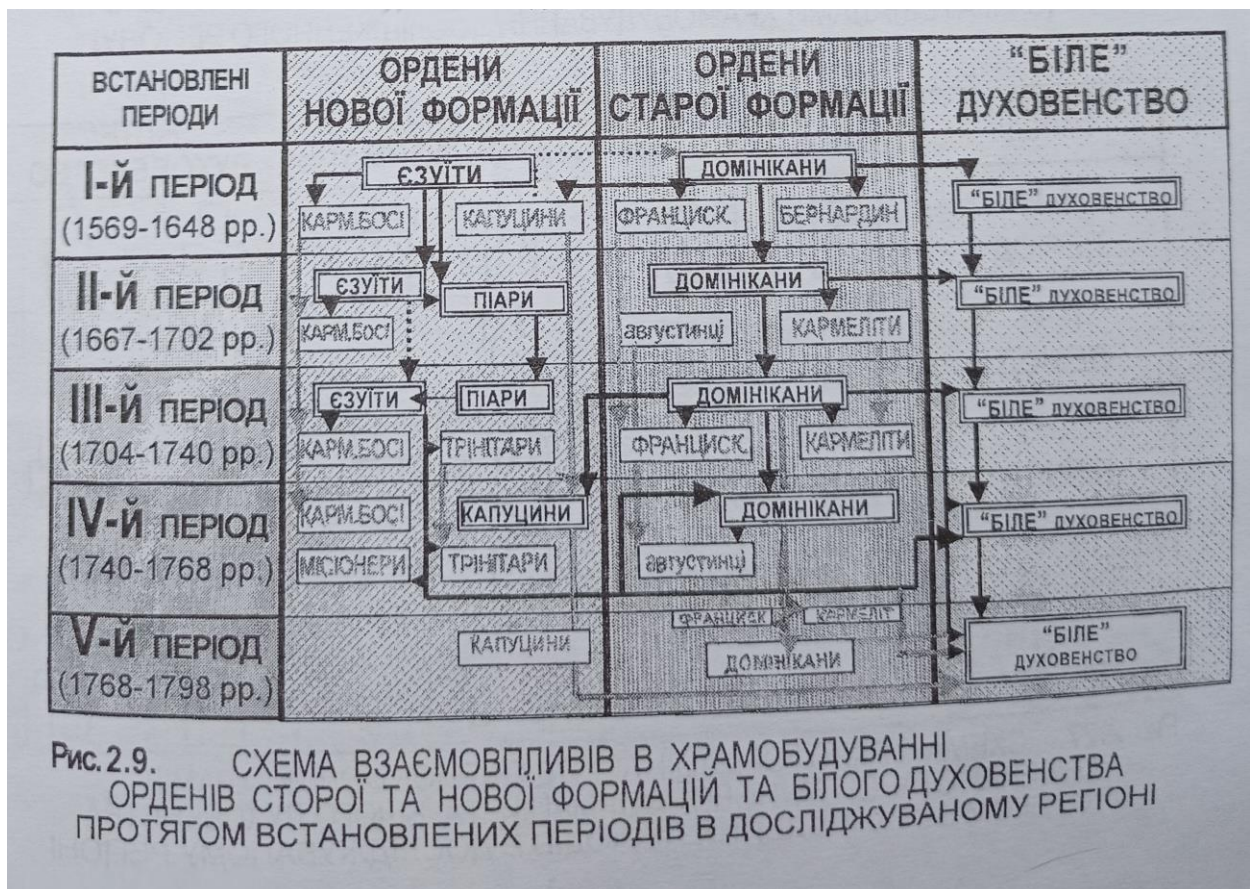 ВСТАНОВЛЕНІ
ПЕРІОДИ
ОРДЕНИ
НОВОЇ ФОРМАЦІЇ
ОРДЕНИ
СТАРОЇ ФОРМАЦІЇ
“БІЛЕ”
ДУХОВЕНСТВО
І-Й ПЕРІОД
(1569-1648 рр.)
ЄЗУЇТИ
КАРМ.БОСІ
КАПУЦИНИ
ДОМІНІКАНИ
ФРАНЦИСК.
БЕРНАРДИН
“БІЛЕ” ДУХОВЕНСТВО
ІІ-Й ПЕРІОД
(1667-1702 рр.)
ЄЗУЇТИ
ПІАРИ
КАРМ.БОСІ
ДОМІНІКАНИ
августинці
КАРМЕЛІТИ
“БІЛЕ” ДУХОВЕНСТВО
ІІІ-Й ПЕРІОД
(1704-1740 рр.)
ЄЗУЇТИ
ПІАРИ
КАРМ.БОСІ
ТРІНІТАРИ
ДОМІНІКАНИ
ФРАНЦИСК.
КАРМЕЛІТИ
“БІЛЕ” ДУХОВЕНСТВО
IV-Й ПЕРІОД
(1740-1768 рр.)
КАРМ.БОСІ
КАПУЦИНИ
МІСІОНЕРИ
ТРІНІТАРИ
ДОМІНІКАНИ
августинці
“БІЛЕ” ДУХОВЕНСТВО
V-Й ПЕРІОД
(1768-1798 рр.)
КАПУЦИНИ
ФРАНЦИСК
КАРМЕЛІТ
ДОМІНІКАНИ
“БІЛЕ”
ДУХОВЕНСТВО
Рис.2.9. СХЕМА ВЗАЄМОВПЛИВІВ В ХРАМОБУДУВАННІ
ОРДЕНІВ СТОРОЇ ТА НОВОЇ ФОРМАЦІЙ ТА БІЛОГО ДУХОВЕНСТВА
ПРОТЯГОМ ВСТАНОВЛЕНИХ ПЕРІОДІВ В ДОСЛІДЖУВАНОМУ РЕГІОНІ